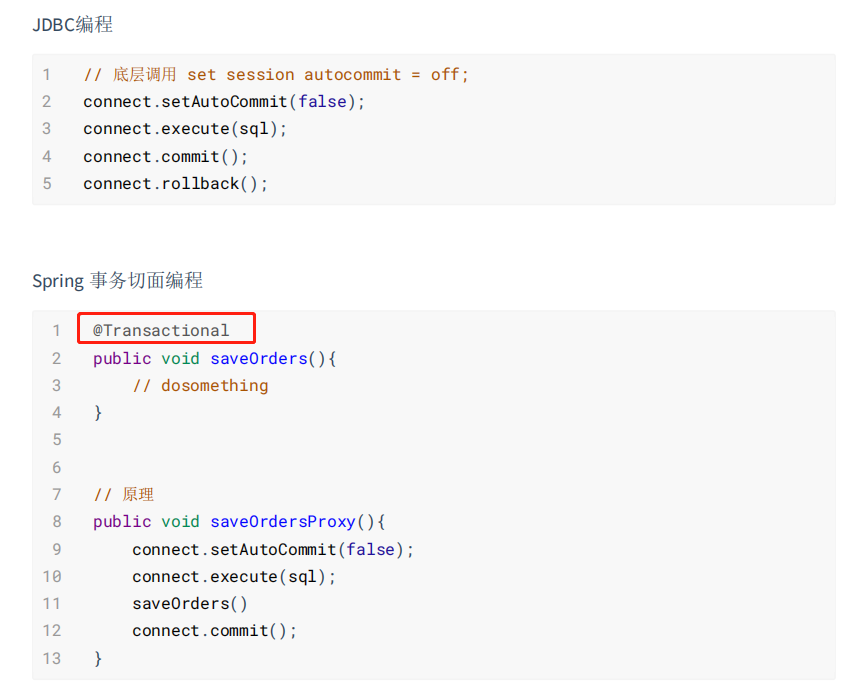 JDBC编程
1 // 底层调用 set session autocommit = off;
2 connect.setAutoCommit(false);
3 connect.execute(sql);
4 connect.commit();
5 connect.rollback();
Spring 事务切面编程
1 @Transactional
2 public void saveOrders(){
3 // dosomething
4 }
5
6
7 // 原理
8 public void saveOrdersProxy(){
9 connect.setAutoCommit(false);
10 connect.execute(sql);
11 saveOrders()
12 connect.commit();
13 }